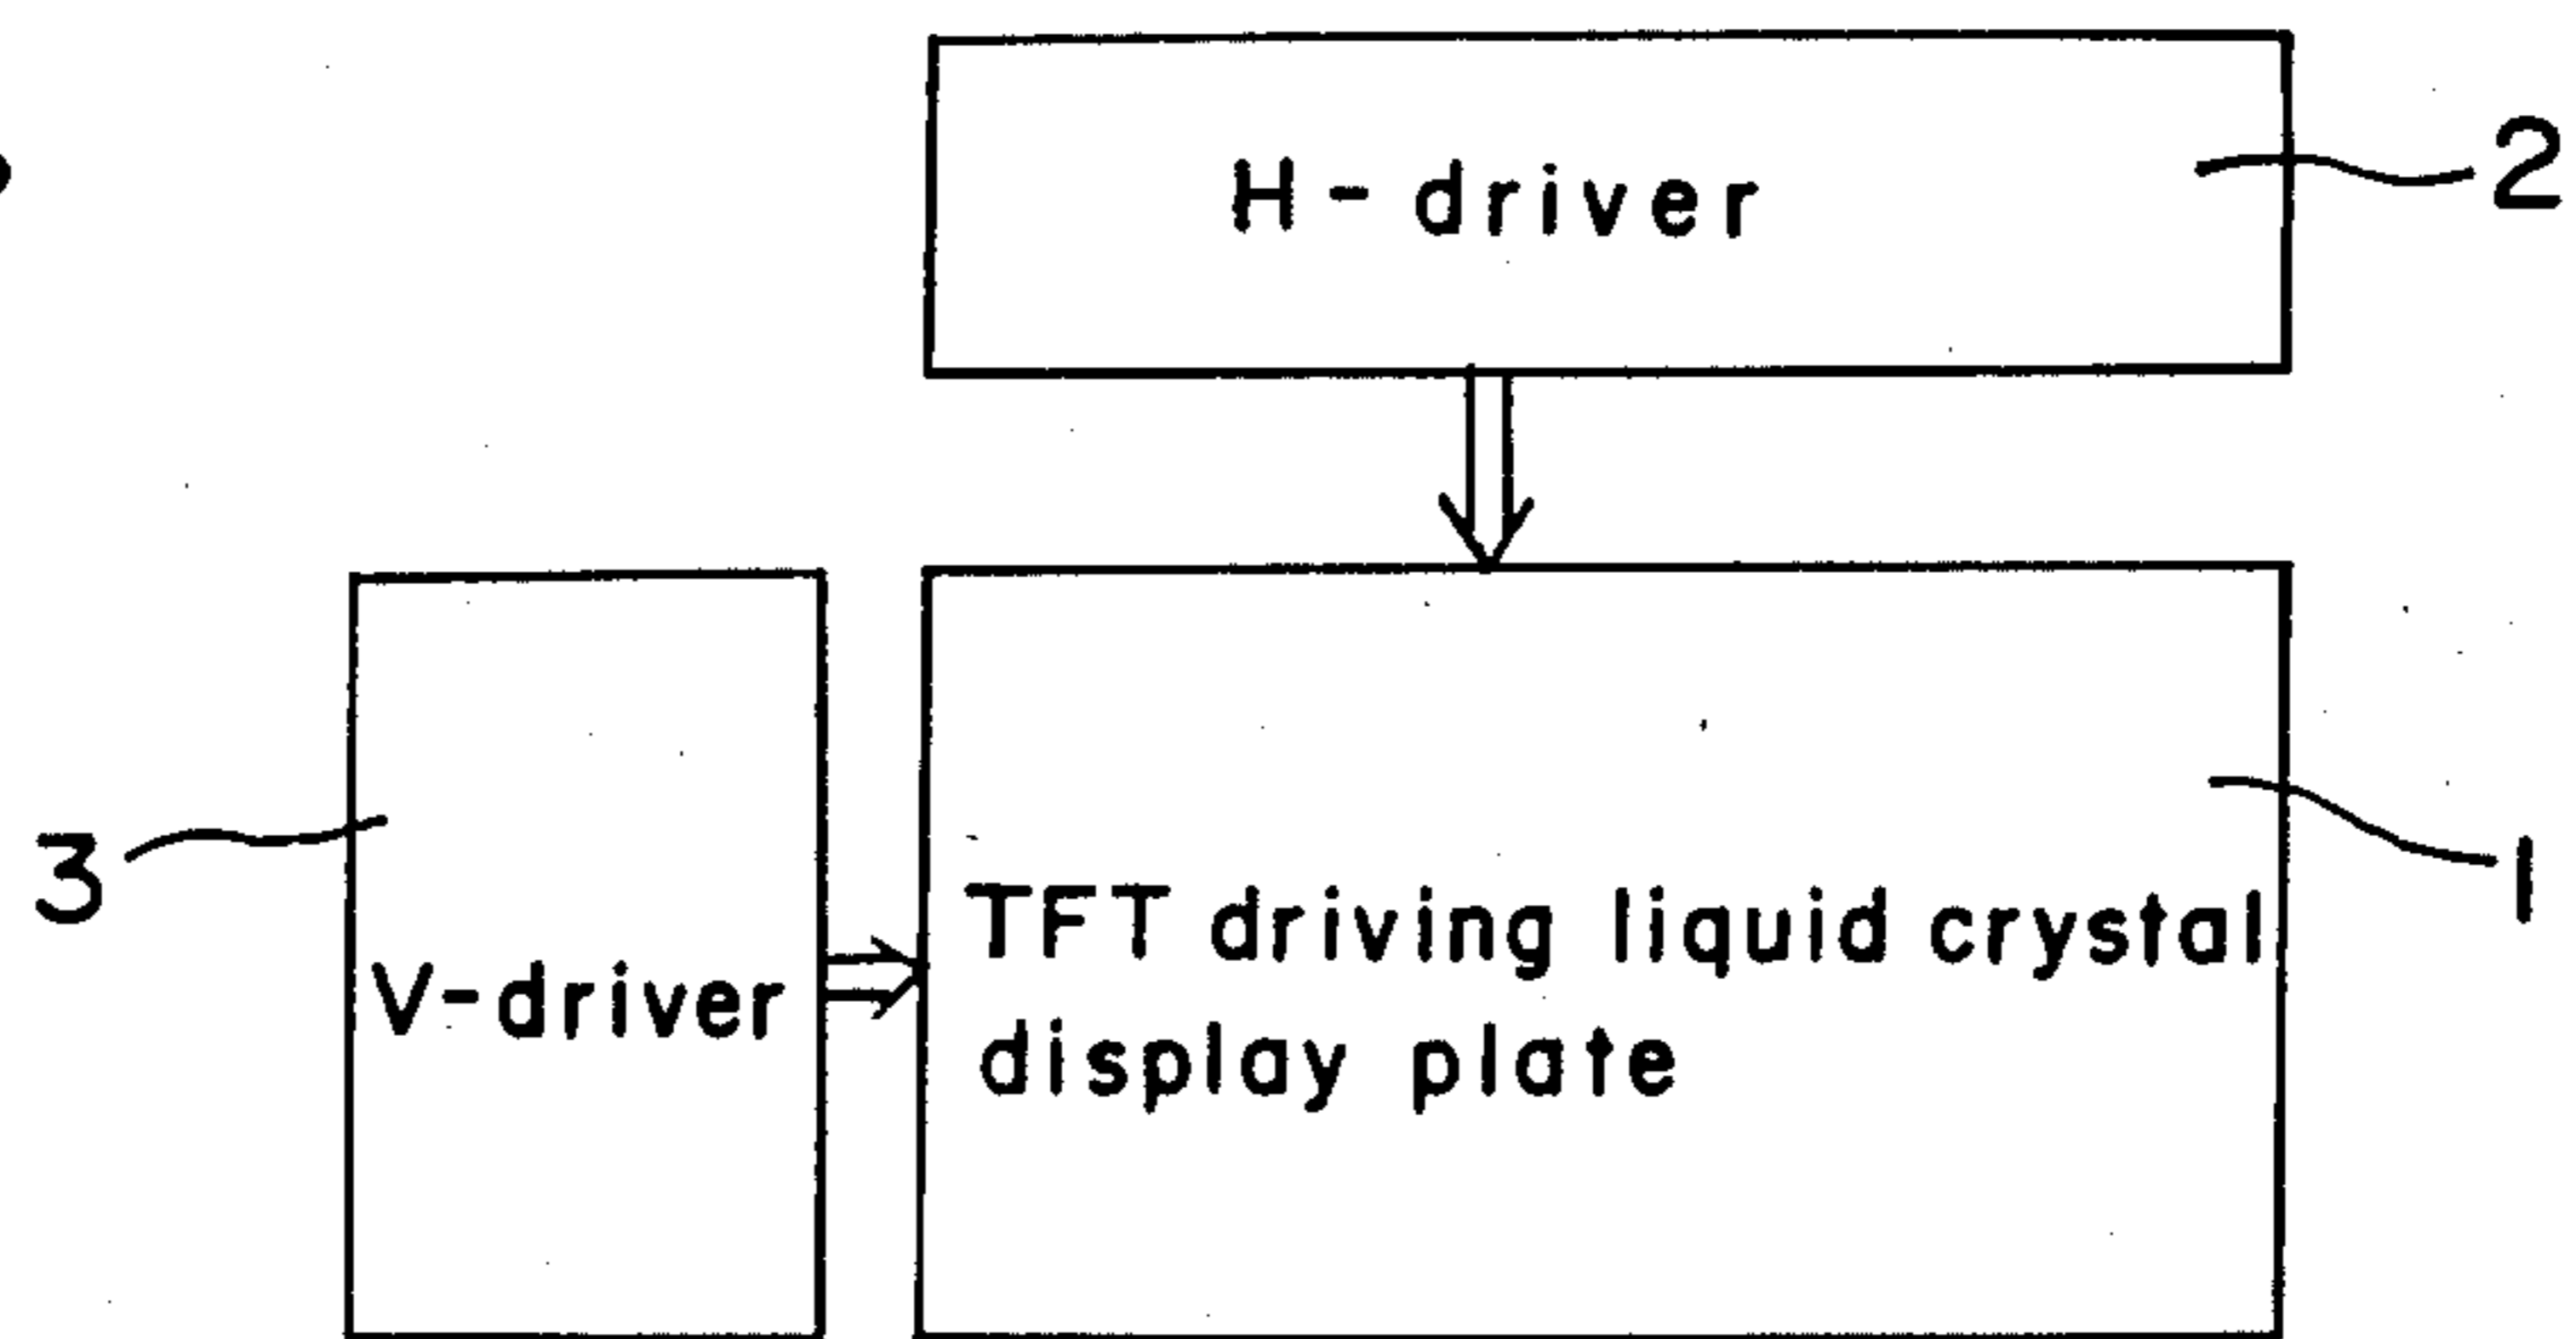 H-driver
2
3
V-driver
TFT driving liquid crystal
display plate
1